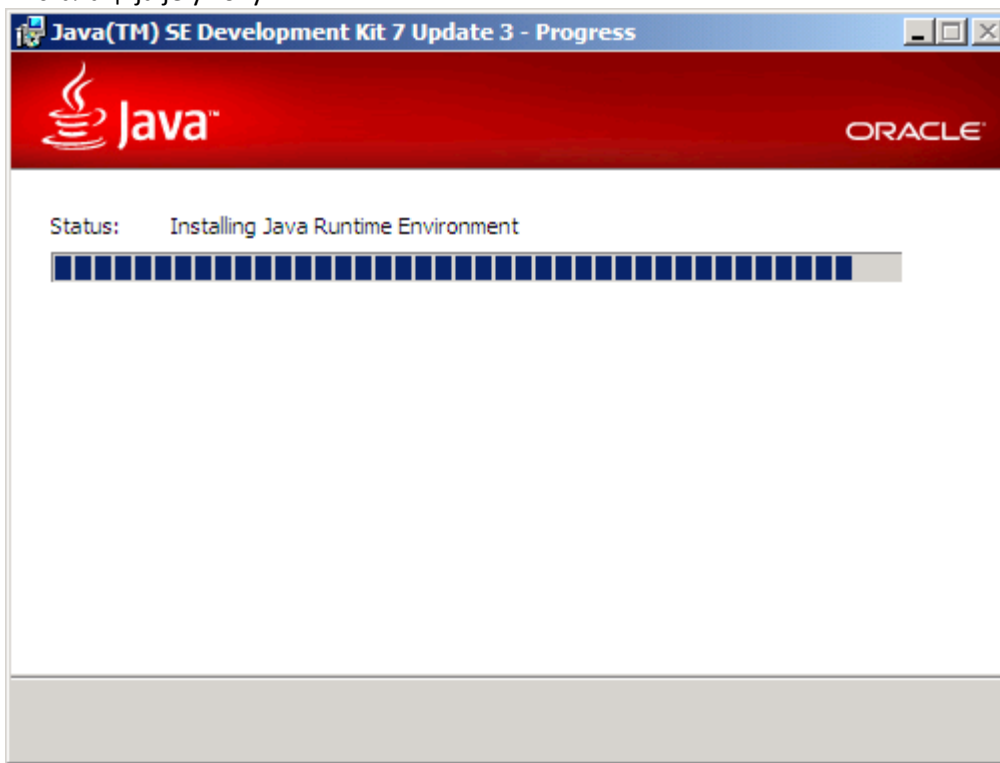 Java(TM) SE Development Kit 7 Update 3 - Progress
Java™
ORACLE
Status: Installing Java Runtime Environment